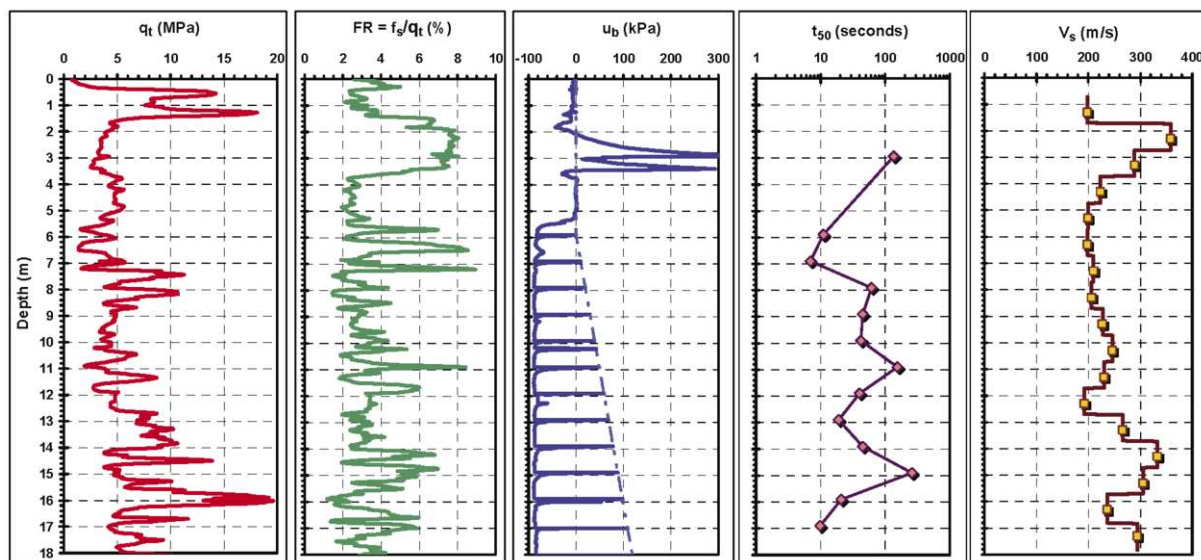 qt (MPa)
0 5 10 15 20
FR = fs/qt (%)
0 2 4 6 8 10
ub (kPa)
-100 0 100 200 300
t50 (seconds)
1 10 100 1000
Vs (m/s)
0 100 200 300 400
Depth (m)
0
1
2
3
4
5
6
7
8
9
10
11
12
13
14
15
16
17
18